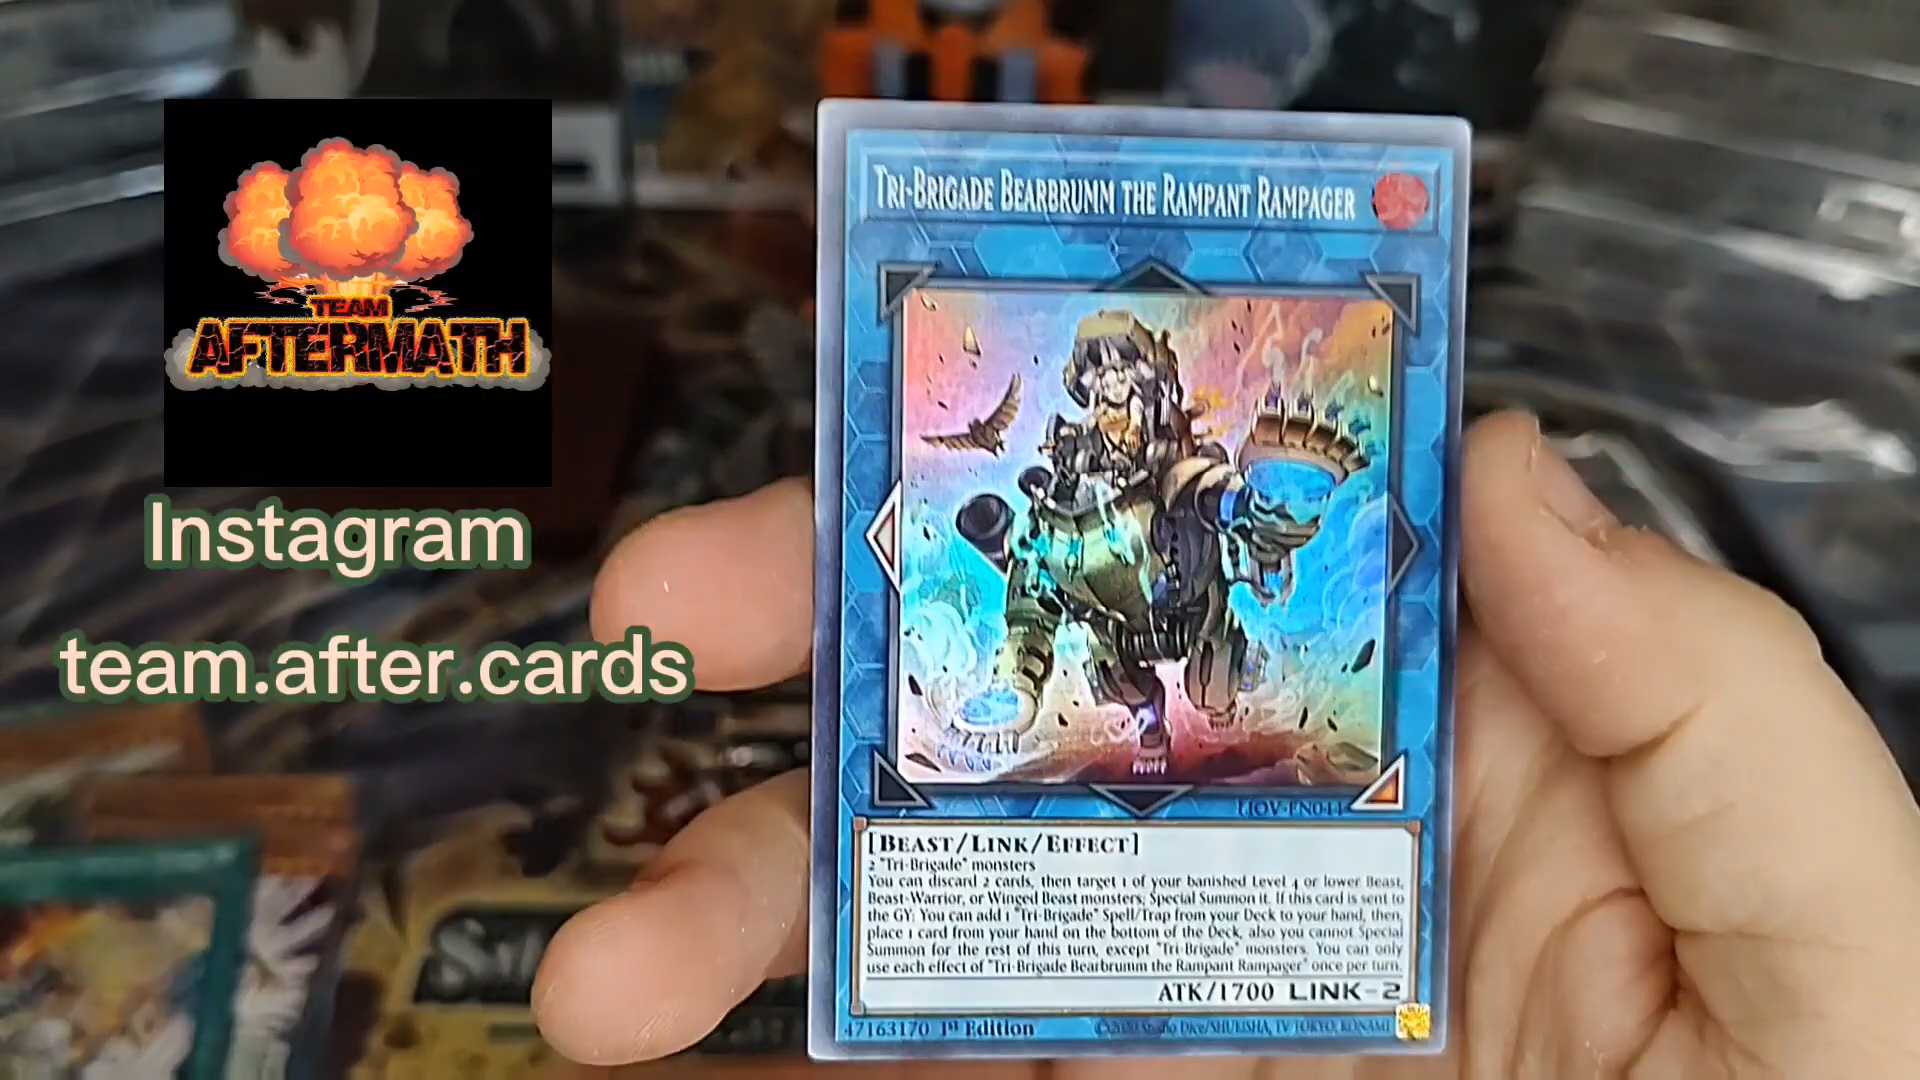 TEAM
AFTERMATH
Instagram
team.after.cards
TRI-BRIGADE BEARBRUMM THE RAMPANT RAMPAGER
LIOV-EN044
[BEAST/LINK/EFFECT]
2 "Tri-Brigade" monsters
You can discard 2 cards, then target 1 of your banished Level 4 or lower Beast,
Beast-Warrior, or Winged Beast monsters; Special Summon it. If this card is sent to
the GY: You can add 1 "Tri-Brigade" Spell/Trap from your Deck to your hand, then,
place 1 card from your hand on the bottom of the Deck, also you cannot Special
Summon for the rest of this turn, except "Tri-Brigade" monsters. You can only
use each effect of "Tri-Brigade Bearbrumm the Rampant Rampager" once per turn.
ATK/1700 LINK-2
47163170 1st Edition ©2020 Studio Dice/SHUEISHA, TV TOKYO, KONAMI